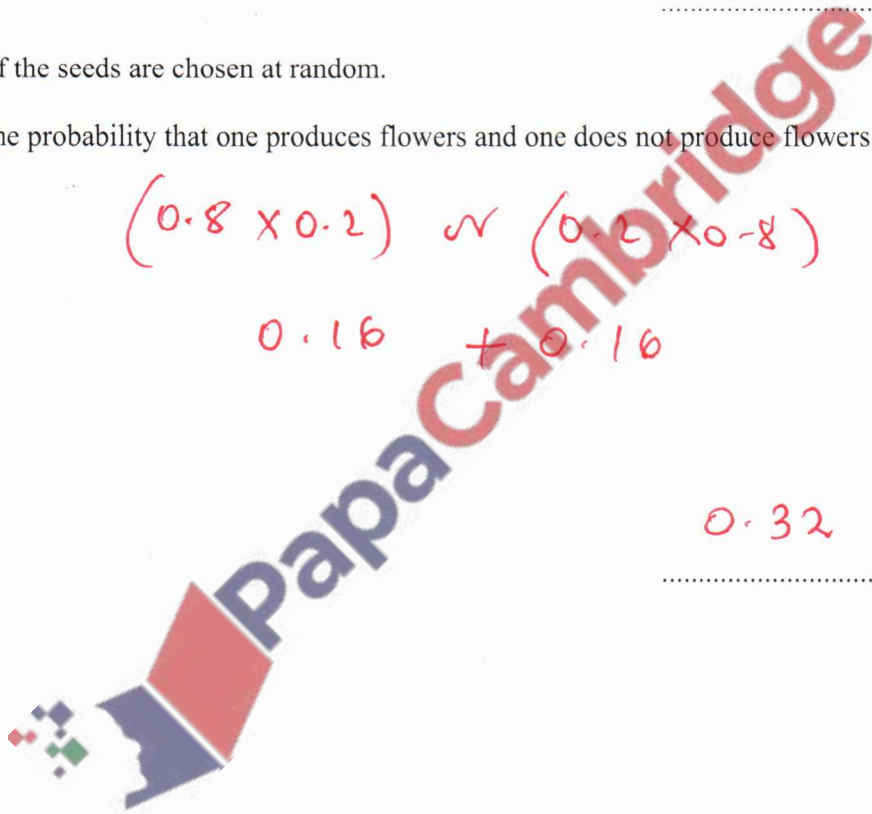 f the seeds are chosen at random.
ne probability that one produces flowers and one does not produce flowers
(0.8 × 0.2) or (0.2 × 0.8)
0.16 + 0.16
0.32
PapaCambridge